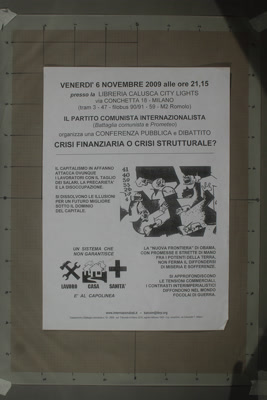 VENERDI' 6 NOVEMBRE 2009 alle ore 21,15
presso la LIBRERIA CALUSCA CITY LIGHTS
via CONCHETTA 18 - MILANO
(tram 3 - 47 - filobus 90/91 - 59 - M2 Romolo)
IL PARTITO COMUNISTA INTERNAZIONALISTA
(Battaglia comunista e Prometeo)
organizza una CONFERENZA PUBBLICA e DIBATTITO
CRISI FINANZIARIA O CRISI STRUTTURALE?
IL CAPITALISMO IN AFFANNO
ATTACCA OVUNQUE
I LAVORATORI CON IL TAGLIO
DEI SALARI, LA PRECARIETA'
E LA DISOCCUPAZIONE.
SI DISSOLVONO LE ILLUSIONI
PER UN FUTURO MIGLIORE
SOTTO IL DOMINIO
DEL CAPITALE.
UN SISTEMA CHE
NON GARANTISCE
LAVORO CASA SANITA'
E' AL CAPOLINEA
LA "NUOVA FRONTIERA" DI OBAMA,
CON PROMESSE E STRETTE DI MANO
FRA I POTENTI DELLA TERRA,
NON FERMA IL DIFFONDERSI
DI MISERIA E SOFFERENZE.
SI APPROFONDISCONO
LE TENSIONI COMMERCIALI,
I CONTRASTI INTERIMPERIALISTICI
DIFFONDONO NEL MONDO
FOCOLAI DI GUERRA.